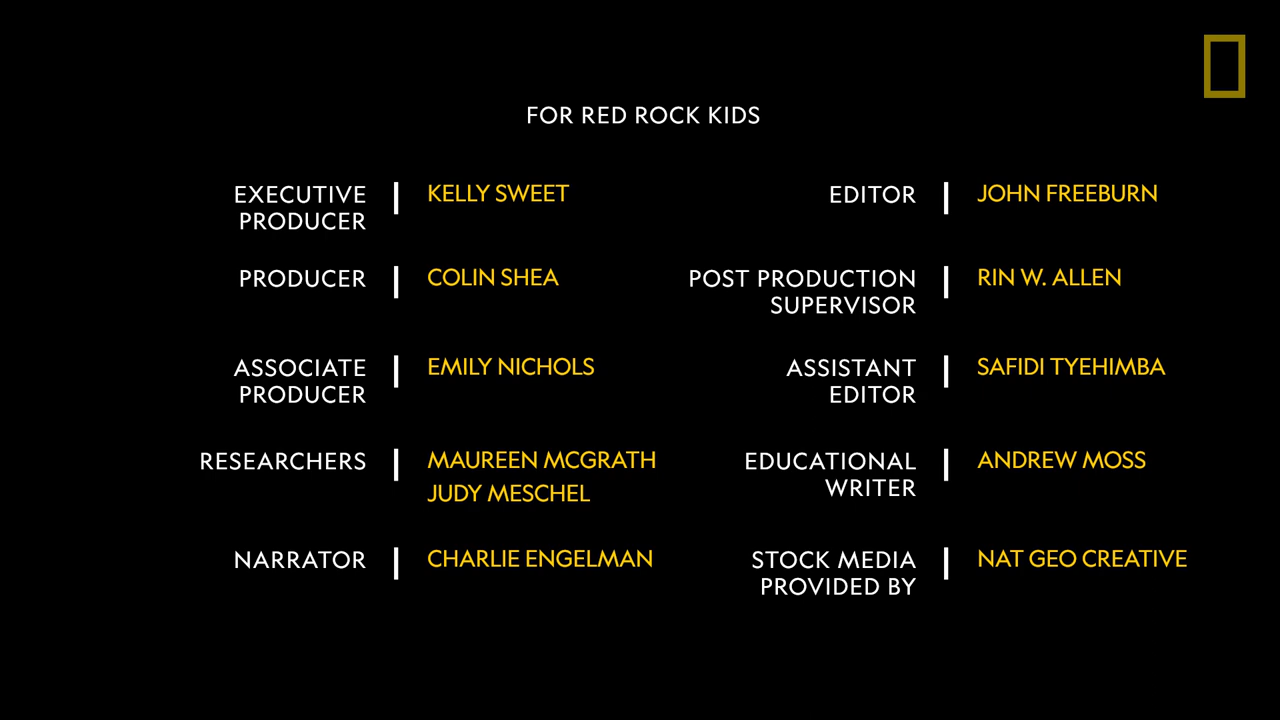 FOR RED ROCK KIDS
EXECUTIVE
PRODUCER
KELLY SWEET
PRODUCER
COLIN SHEA
ASSOCIATE
PRODUCER
EMILY NICHOLS
RESEARCHERS
MAUREEN MCGRATH
JUDY MESCHEL
NARRATOR
CHARLIE ENGELMAN
EDITOR
JOHN FREEBURN
POST PRODUCTION
SUPERVISOR
RIN W. ALLEN
ASSISTANT
EDITOR
SAFIDI TYEHIMBA
EDUCATIONAL
WRITER
ANDREW MOSS
STOCK MEDIA
PROVIDED BY
NAT GEO CREATIVE